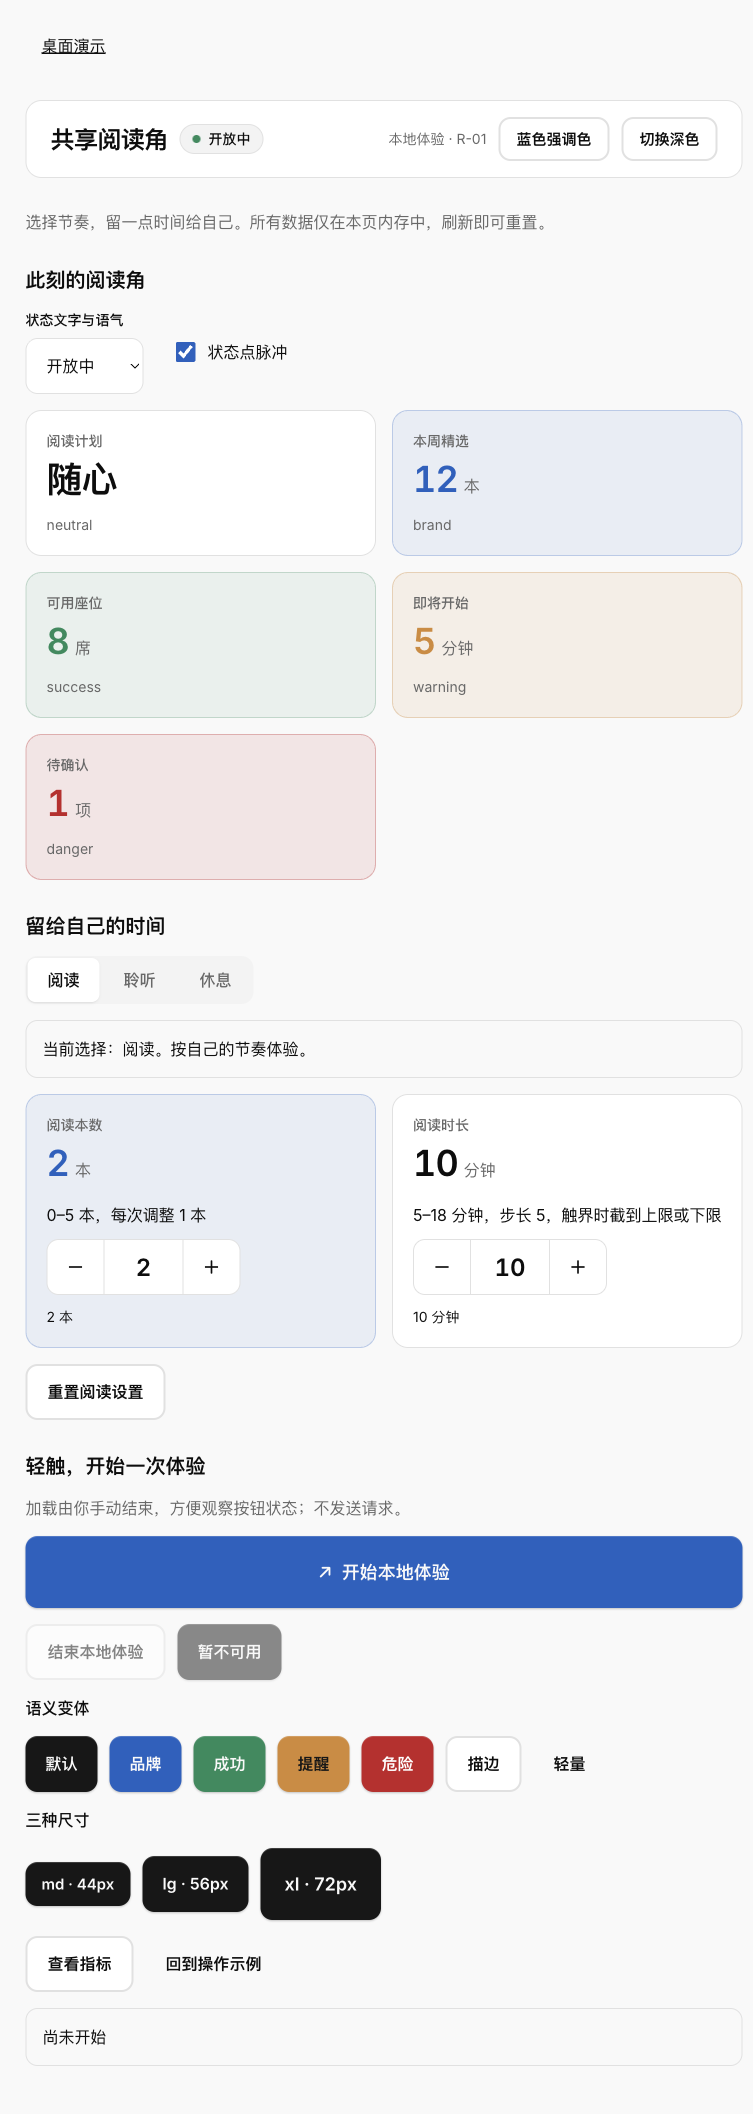 桌面演示
共享阅读角
开放中
本地体验 · R-01
蓝色强调色
切换深色
选择节奏，留一点时间给自己。所有数据仅在本页内存中，刷新即可重置。
此刻的阅读角
状态文字与语气
开放中
状态点脉冲
阅读计划
随心
neutral
本周精选
12 本
brand
可用座位
8 席
success
即将开始
5 分钟
warning
待确认
1 项
danger
留给自己的时间
阅读
聆听
休息
当前选择：阅读。按自己的节奏体验。
阅读本数
2 本
0–5 本，每次调整 1 本
− 2 +
2 本
阅读时长
10 分钟
5–18 分钟，步长 5，触界时截到上限或下限
− 10 +
10 分钟
重置阅读设置
轻触，开始一次体验
加载由你手动结束，方便观察按钮状态；不发送请求。
↗ 开始本地体验
结束本地体验
暂不可用
语义变体
默认
品牌
成功
提醒
危险
描边
轻量
三种尺寸
md · 44px
lg · 56px
xl · 72px
查看指标
回到操作示例
尚未开始